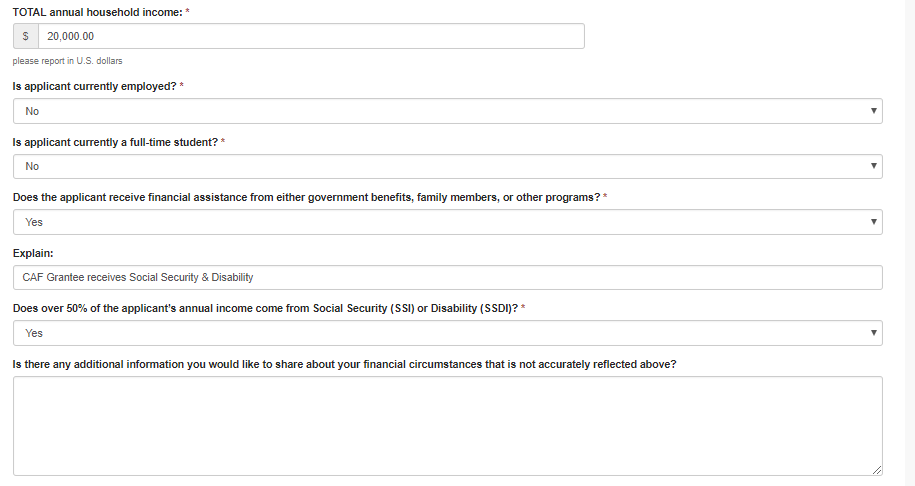 TOTAL annual household income: *
$ 20,000.00
please report in U.S. dollars
Is applicant currently employed? *
No
Is applicant currently a full-time student? *
No
Does the applicant receive financial assistance from either government benefits, family members, or other programs? *
Yes
Explain:
CAF Grantee receives Social Security & Disability
Does over 50% of the applicant's annual income come from Social Security (SSI) or Disability (SSDI)? *
Yes
Is there any additional information you would like to share about your financial circumstances that is not accurately reflected above?